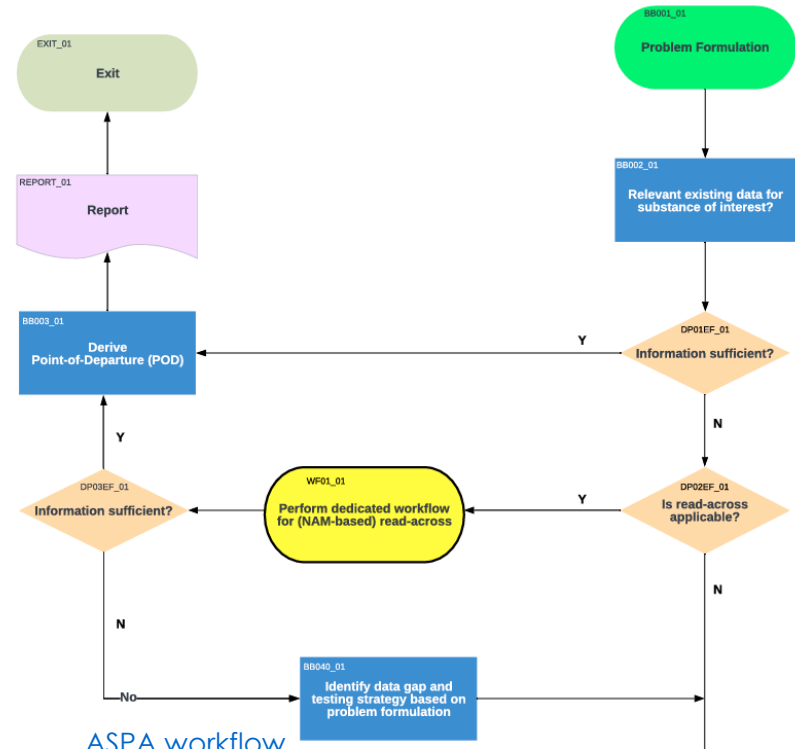 EXIT_01
Exit
BB001_01
Problem Formulation
REPORT_01
Report
BB002_01
Relevant existing data for
substance of interest?
BB003_01
Derive
Point-of-Departure (POD)
Y
DP01EF_01
Information sufficient?
N
Y
DP03EF_01
Information sufficient?
WF01_01
Perform dedicated workflow
for (NAM-based) read-across
Y
DP02EF_01
Is read-across
applicable?
N
N
No
BB040_01
Identify data gap and
testing strategy based on
problem formulation
ASPA workflow